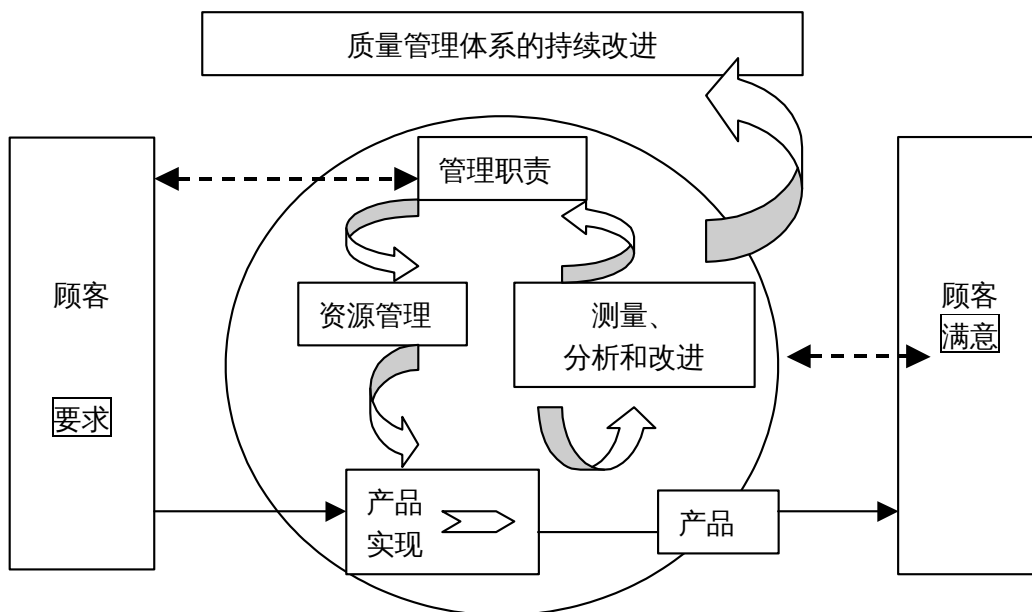 质量管理体系的持续改进
管理职责
顾客
要求
资源管理
测量、
分析和改进
顾客
满意
产品
实现
产品